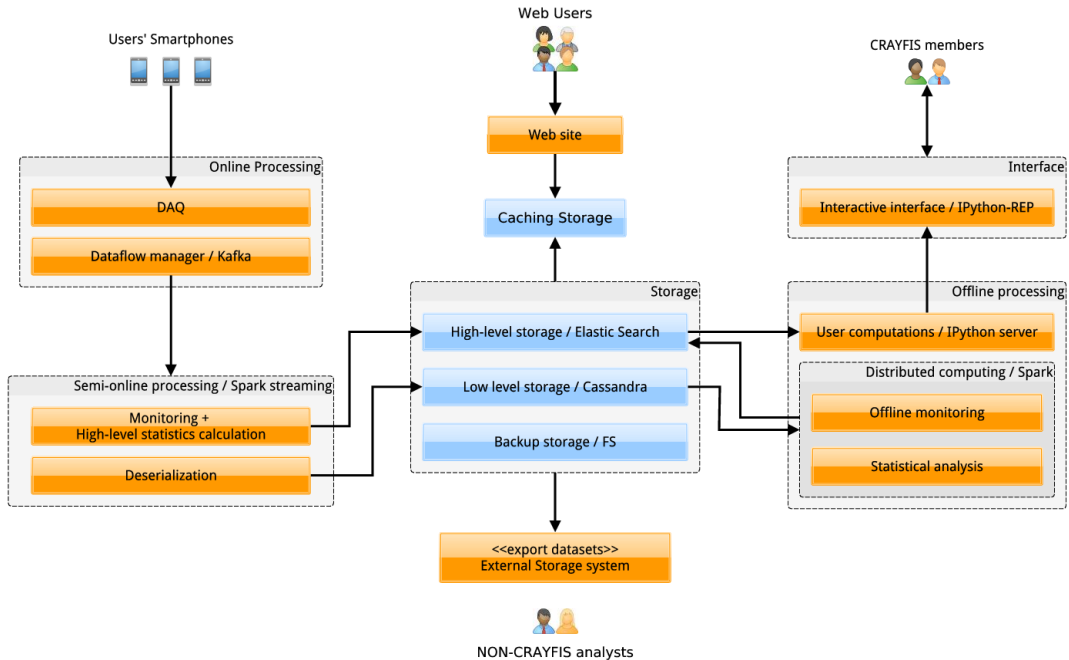 Web Users
Users' Smartphones
CRAYFIS members
Web site
Online Processing
Interface
DAQ
Caching Storage
Interactive interface / IPython-REP
Dataflow manager / Kafka
Storage
Offline processing
High-level storage / Elastic Search
User computations / IPython server
Semi-online processing / Spark streaming
Low level storage / Cassandra
Distributed computing / Spark
Monitoring +
High-level statistics calculation
Offline monitoring
Backup storage / FS
Deserialization
Statistical analysis
<<export datasets>>
External Storage system
NON-CRAYFIS analysts